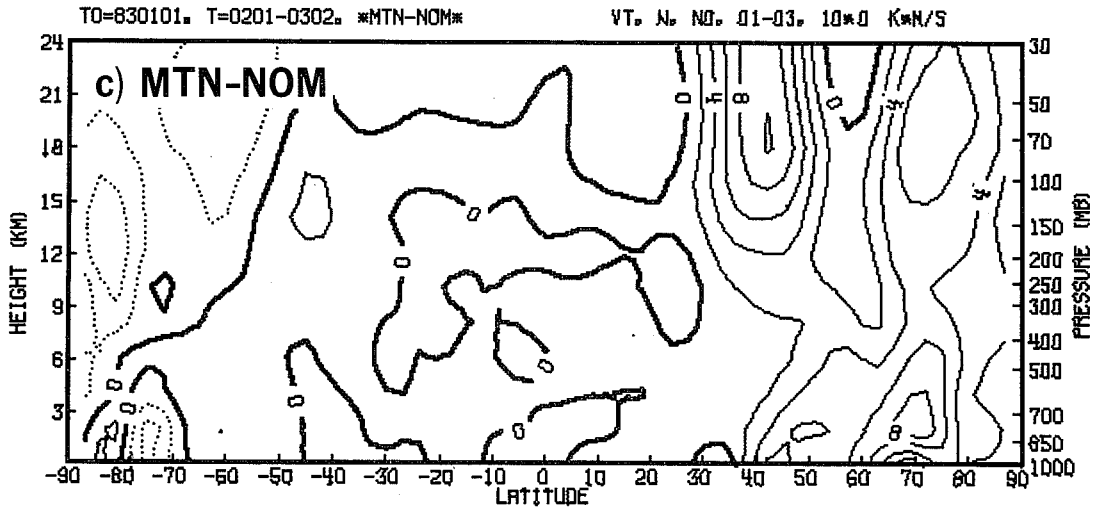 TO=830101. T=0201-0302. *MTN-NOM* VT. N. NO. 01-03. 10**0 K*M/S
c) MTN-NOM
24 21 18 15 12 9 6 3
HEIGHT (KM)
30 50 70 100 150 200 250 300 400 500 700 850 1000
PRESSURE (MB)
0 4 8 0 4
4
0 0
0
0 0 0 0
0 8
-90 -80 -70 -60 -50 -40 -30 -20 -10 0 10 20 30 40 50 60 70 80 90
LATITUDE